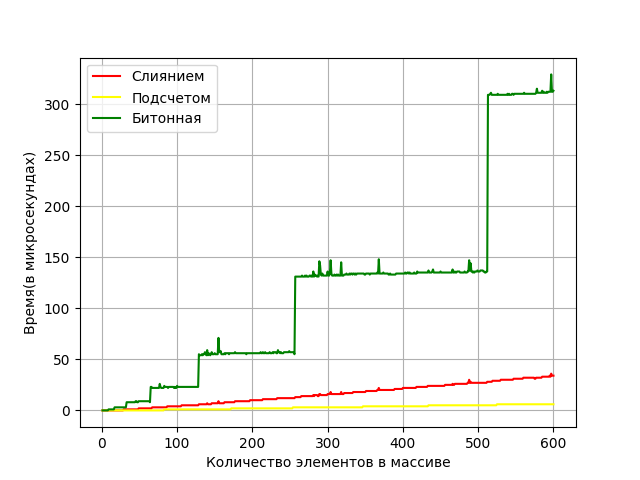 Слиянием
Подсчетом
Битонная
300
250
200
150
100
50
0
Время(в микросекундах)
0 100 200 300 400 500 600
Количество элементов в массиве